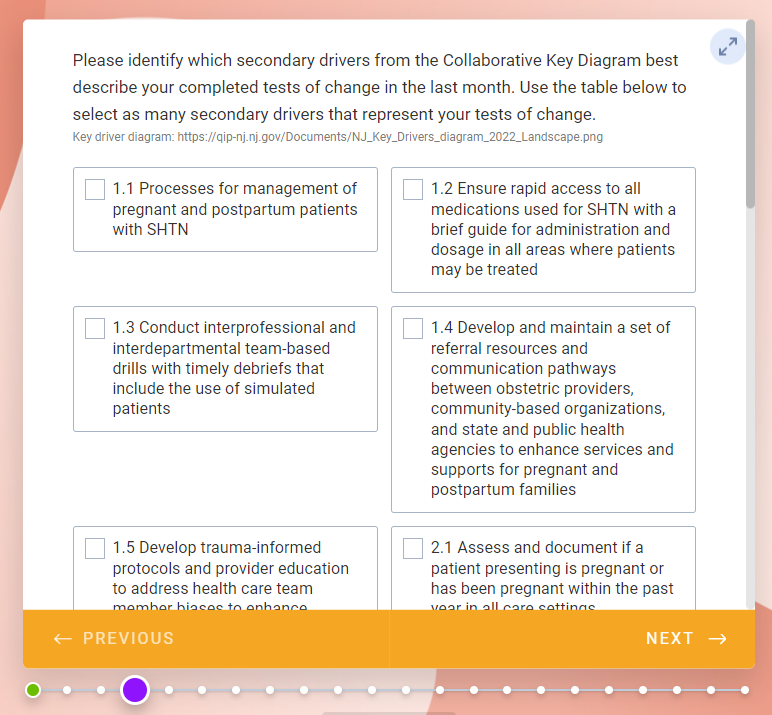 Please identify which secondary drivers from the Collaborative Key Diagram best
describe your completed tests of change in the last month. Use the table below to
select as many secondary drivers that represent your tests of change.
Key driver diagram: https://qip-nj.nj.gov/Documents/NJ_Key_Drivers_diagram_2022_Landscape.png
1.1 Processes for management of
pregnant and postpartum patients
with SHTN
1.2 Ensure rapid access to all
medications used for SHTN with a
brief guide for administration and
dosage in all areas where patients
may be treated
1.3 Conduct interprofessional and
interdepartmental team-based
drills with timely debriefs that
include the use of simulated
patients
1.4 Develop and maintain a set of
referral resources and
communication pathways
between obstetric providers,
community-based organizations,
and state and public health
agencies to enhance services and
supports for pregnant and
postpartum families
1.5 Develop trauma-informed
protocols and provider education
to address health care team
member biases to enhance
2.1 Assess and document if a
patient presenting is pregnant or
has been pregnant within the past
year in all care settings
PREVIOUS
NEXT